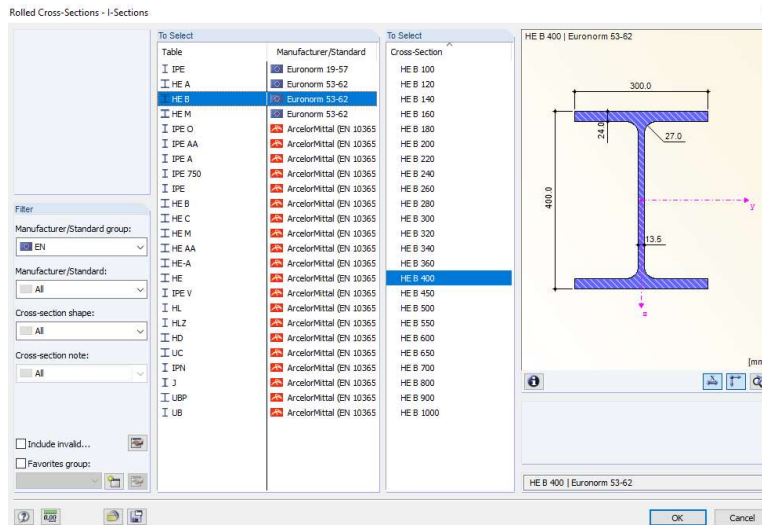 Rolled Cross-Sections - I-Sections
Filter
Manufacturer/Standard group:
EN
Manufacturer/Standard:
All
Cross-section shape:
All
Cross-section note:
All
Include invalid...
Favorites group:
To Select
Table Manufacturer/Standard
IPE Euronorm 19-57
HE A Euronorm 53-62
HE B Euronorm 53-62
HE M Euronorm 53-62
IPE O ArcelorMittal (EN 10365
IPE AA ArcelorMittal (EN 10365
IPE A ArcelorMittal (EN 10365
IPE 750 ArcelorMittal (EN 10365
IPE ArcelorMittal (EN 10365
HE B ArcelorMittal (EN 10365
HE C ArcelorMittal (EN 10365
HE M ArcelorMittal (EN 10365
HE AA ArcelorMittal (EN 10365
HE-A ArcelorMittal (EN 10365
HE ArcelorMittal (EN 10365
IPE V ArcelorMittal (EN 10365
HL ArcelorMittal (EN 10365
HLZ ArcelorMittal (EN 10365
HD ArcelorMittal (EN 10365
UC ArcelorMittal (EN 10365
IPN ArcelorMittal (EN 10365
J ArcelorMittal (EN 10365
UBP ArcelorMittal (EN 10365
UB ArcelorMittal (EN 10365
To Select
Cross-Section
HE B 100
HE B 120
HE B 140
HE B 160
HE B 180
HE B 200
HE B 220
HE B 240
HE B 260
HE B 280
HE B 300
HE B 320
HE B 340
HE B 360
HE B 400
HE B 450
HE B 500
HE B 550
HE B 600
HE B 650
HE B 700
HE B 800
HE B 900
HE B 1000
HE B 400 | Euronorm 53-62
300.0
24.0
27.0
400.0
y
13.5
z
[mm
HE B 400 | Euronorm 53-62
0,00
OK
Cancel